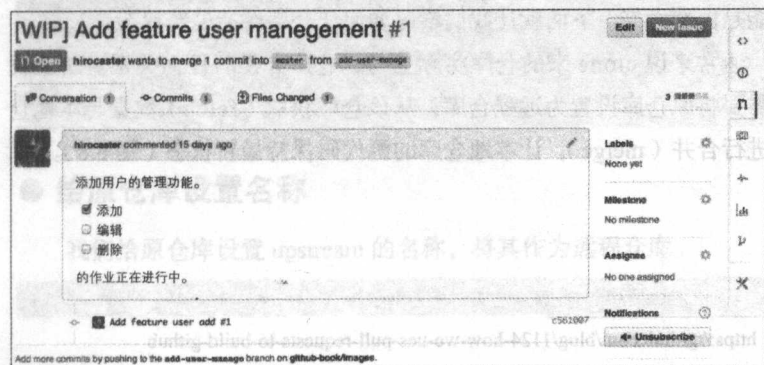 [WIP] Add feature user manegement #1
Edit New Issue
Open hirocaster wants to merge 1 commit into master from add-user-manage
Conversation 1 Commits 1 Files Changed 1
3
hirocaster commented 15 days ago
添加用户的管理功能。
添加
编辑
删除
的作业正在进行中。
Add feature user add #1 c561007
Labels
None yet
Milestone
No milestone
Assignee
No one assigned
Notifications
Unsubscribe
Add more commits by pushing to the add-user-manage branch on github-book/images.